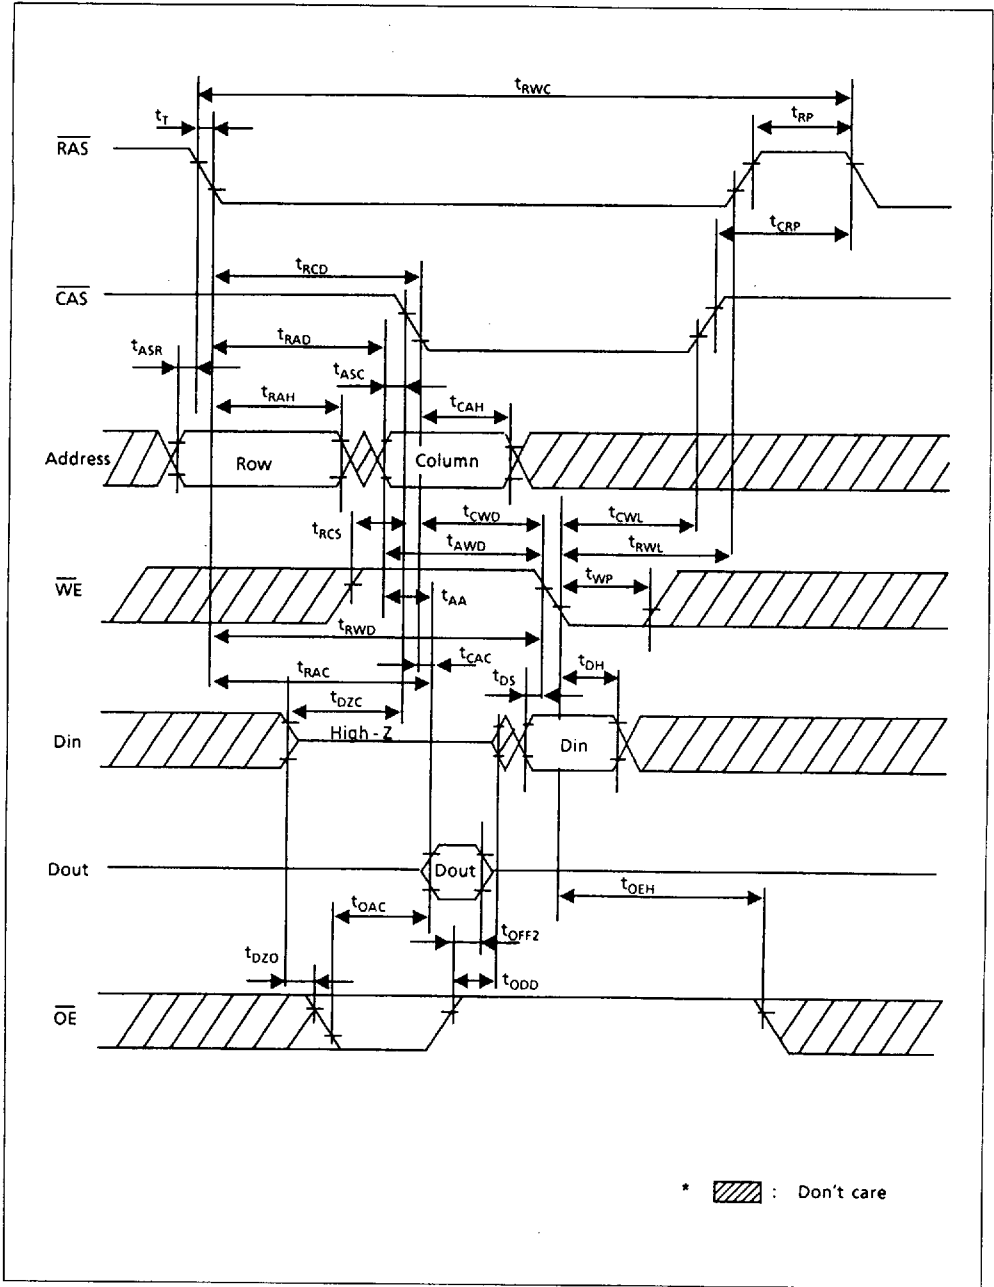 tRWC
tT
tRP
RAS
tCRP
tRCD
CAS
tRAD
tASR
tASC
tRAH
tCAH
Address
Row
Column
tRCS
tCWD
tCWL
tAWD
tRWL
WE
tWP
tAA
tRWD
tCAC
tRAC
tDS
tDH
tDZC
High - Z
Din
Din
Dout
Dout
tOEH
tOAC
tOFF2
tDZO
tODD
OE
* : Don't care